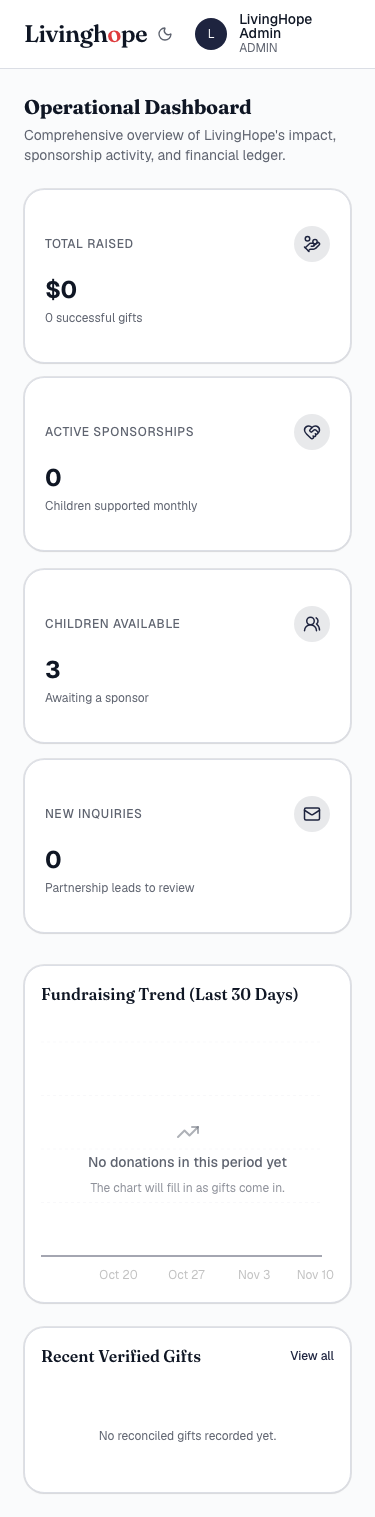 Livinghope
L
LivingHope
Admin
ADMIN
Operational Dashboard
Comprehensive overview of LivingHope's impact,
sponsorship activity, and financial ledger.
TOTAL RAISED
$0
0 successful gifts
ACTIVE SPONSORSHIPS
0
Children supported monthly
CHILDREN AVAILABLE
3
Awaiting a sponsor
NEW INQUIRIES
0
Partnership leads to review
Fundraising Trend (Last 30 Days)
No donations in this period yet
The chart will fill in as gifts come in.
Oct 20 Oct 27 Nov 3 Nov 10
Recent Verified Gifts View all
No reconciled gifts recorded yet.